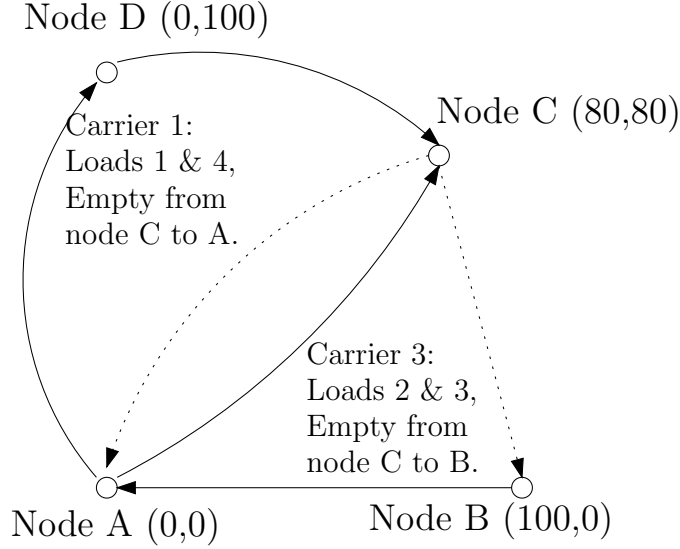 Node D (0,100)
Node C (80,80)
Carrier 1:
Loads 1 & 4,
Empty from
node C to A.
Carrier 3:
Loads 2 & 3,
Empty from
node C to B.
Node A (0,0)
Node B (100,0)